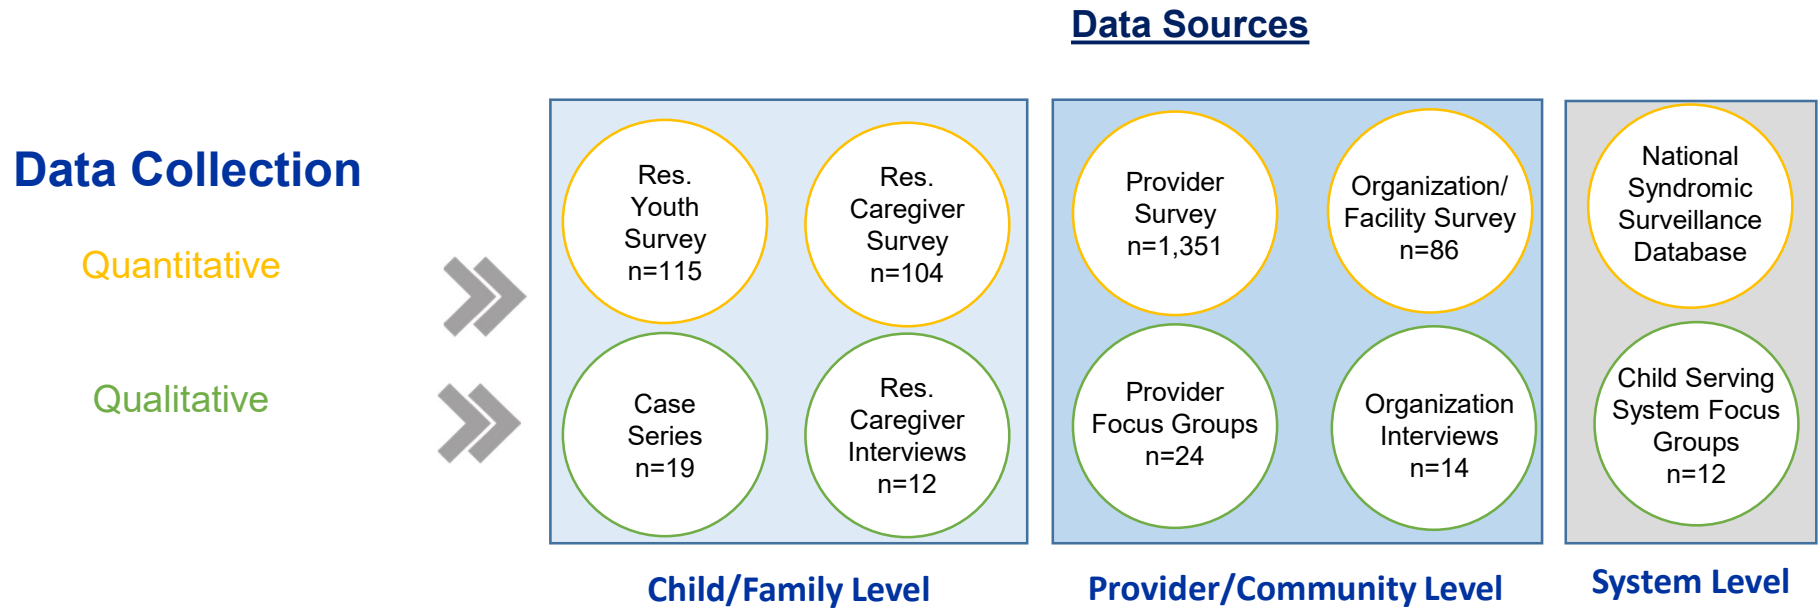 Data Sources
Data Collection
Quantitative
Qualitative
Res.
Youth
Survey
n=115
Res.
Caregiver
Survey
n=104
Case
Series
n=19
Res.
Caregiver
Interviews
n=12
Child/Family Level
Provider
Survey
n=1,351
Organization/
Facility Survey
n=86
Provider
Focus Groups
n=24
Organization
Interviews
n=14
Provider/Community Level
National
Syndromic
Surveillance
Database
Child Serving
System Focus
Groups
n=12
System Level